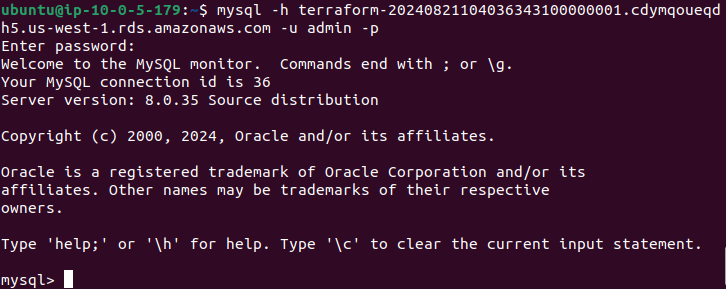 ubuntu@ip-10-0-5-179:~$ mysql -h terraform-20240821104036343100000001.cdymqoueqd
h5.us-west-1.rds.amazonaws.com -u admin -p
Enter password:
Welcome to the MySQL monitor.  Commands end with ; or \g.
Your MySQL connection id is 36
Server version: 8.0.35 Source distribution
Copyright (c) 2000, 2024, Oracle and/or its affiliates.
Oracle is a registered trademark of Oracle Corporation and/or its
affiliates. Other names may be trademarks of their respective
owners.
Type 'help;' or '\h' for help. Type '\c' to clear the current input statement.
mysql>